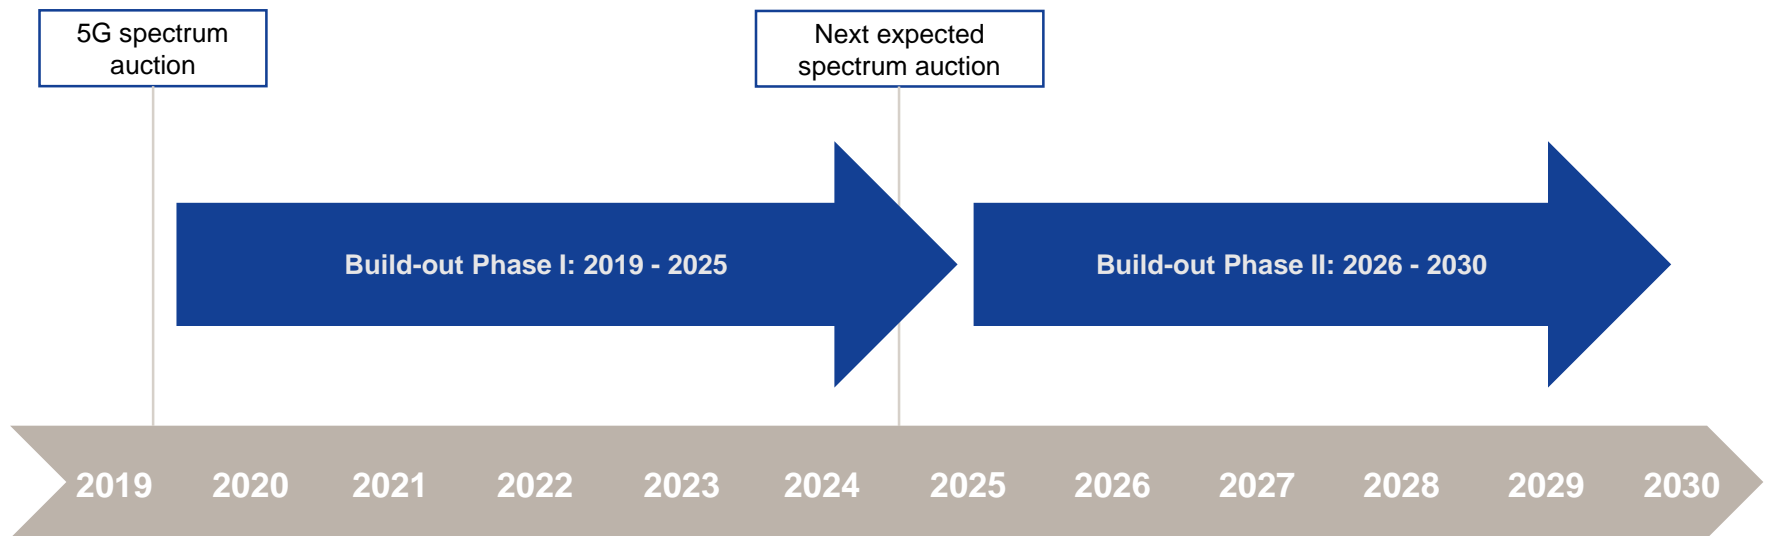 5G spectrum
auction
Next expected
spectrum auction
Build-out Phase I: 2019 - 2025
Build-out Phase II: 2026 - 2030
2019 2020 2021 2022 2023 2024 2025 2026 2027 2028 2029 2030